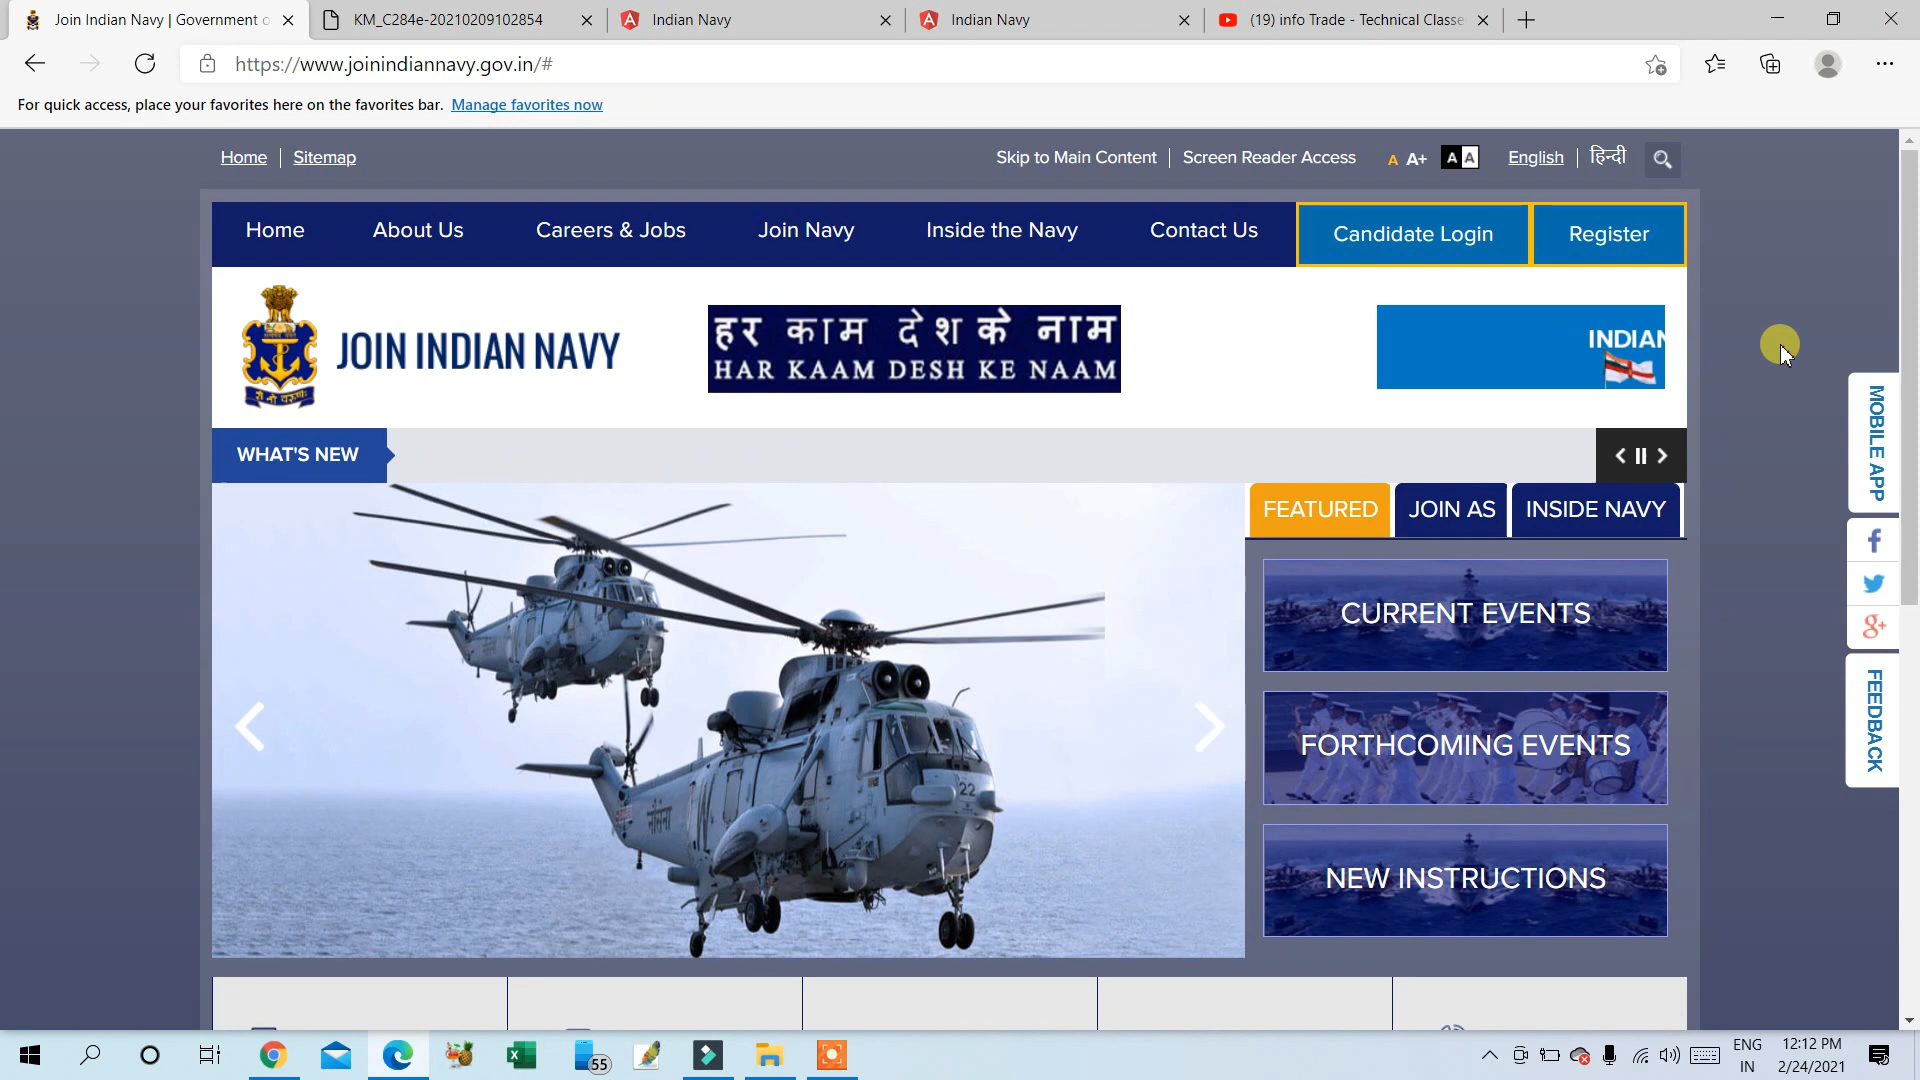 Join Indian Navy | Government o
KM_C284e-20210209102854
Indian Navy
Indian Navy
(19) info Trade - Technical Classe
https://www.joinindiannavy.gov.in/#
For quick access, place your favorites here on the favorites bar. Manage favorites now
Home | Sitemap
Skip to Main Content | Screen Reader Access A A+ A A English | हिन्दी
Home About Us Careers & Jobs Join Navy Inside the Navy Contact Us Candidate Login Register
JOIN INDIAN NAVY
हर काम देश के नाम
HAR KAAM DESH KE NAAM
INDIAN
WHAT'S NEW
FEATURED JOIN AS INSIDE NAVY
CURRENT EVENTS
FORTHCOMING EVENTS
NEW INSTRUCTIONS
MOBILE APP
FEEDBACK
22
नौसेना
55
ENG
IN
12:12 PM
2/24/2021